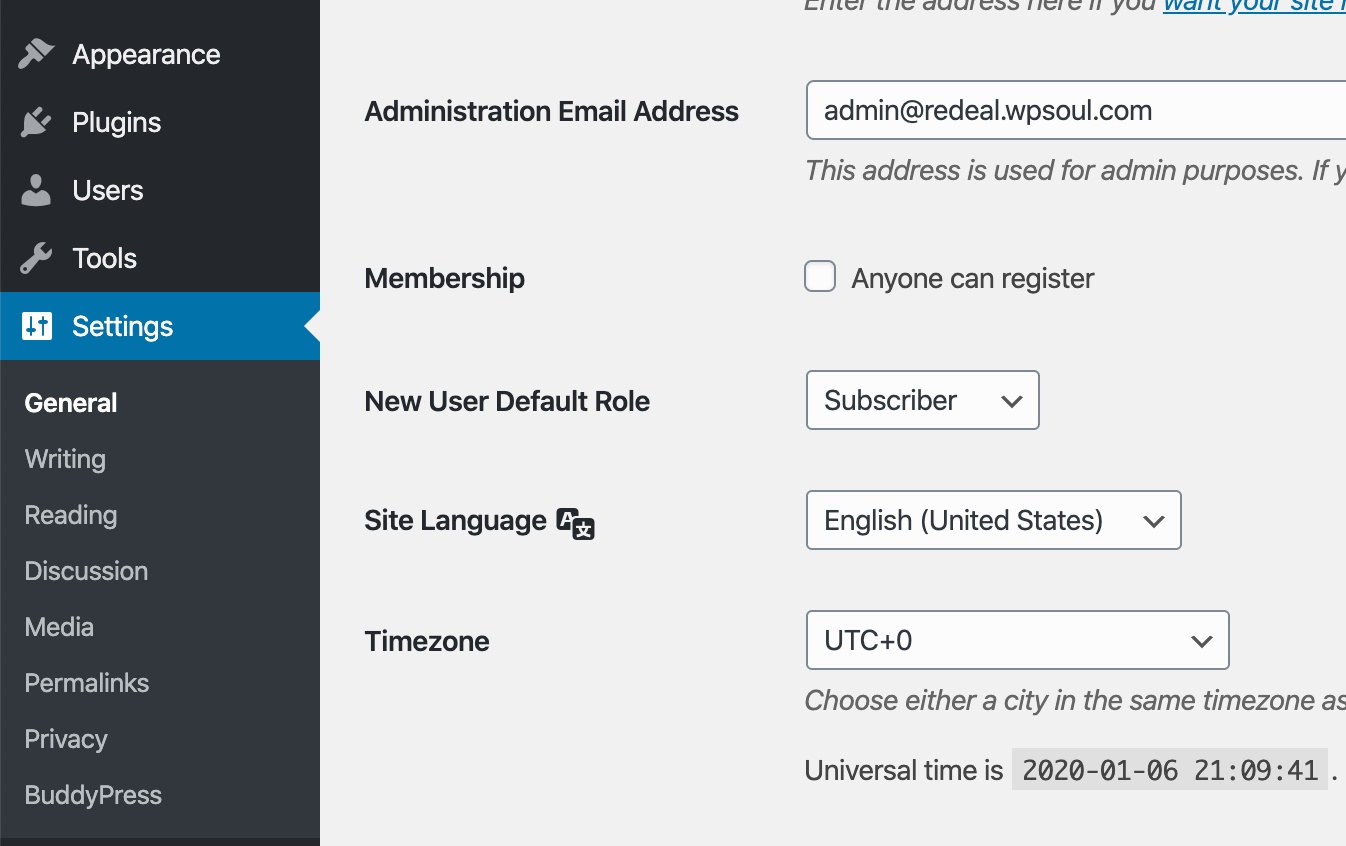 Appearance
Plugins
Users
Tools
Settings
General
Writing
Reading
Discussion
Media
Permalinks
Privacy
BuddyPress
Enter the address here if you want your site
Administration Email Address
admin@redeal.wpsoul.com
This address is used for admin purposes. If
Membership
Anyone can register
New User Default Role
Subscriber
Site Language
English (United States)
Timezone
UTC+0
Choose either a city in the same timezone as
Universal time is 2020-01-06 21:09:41 .